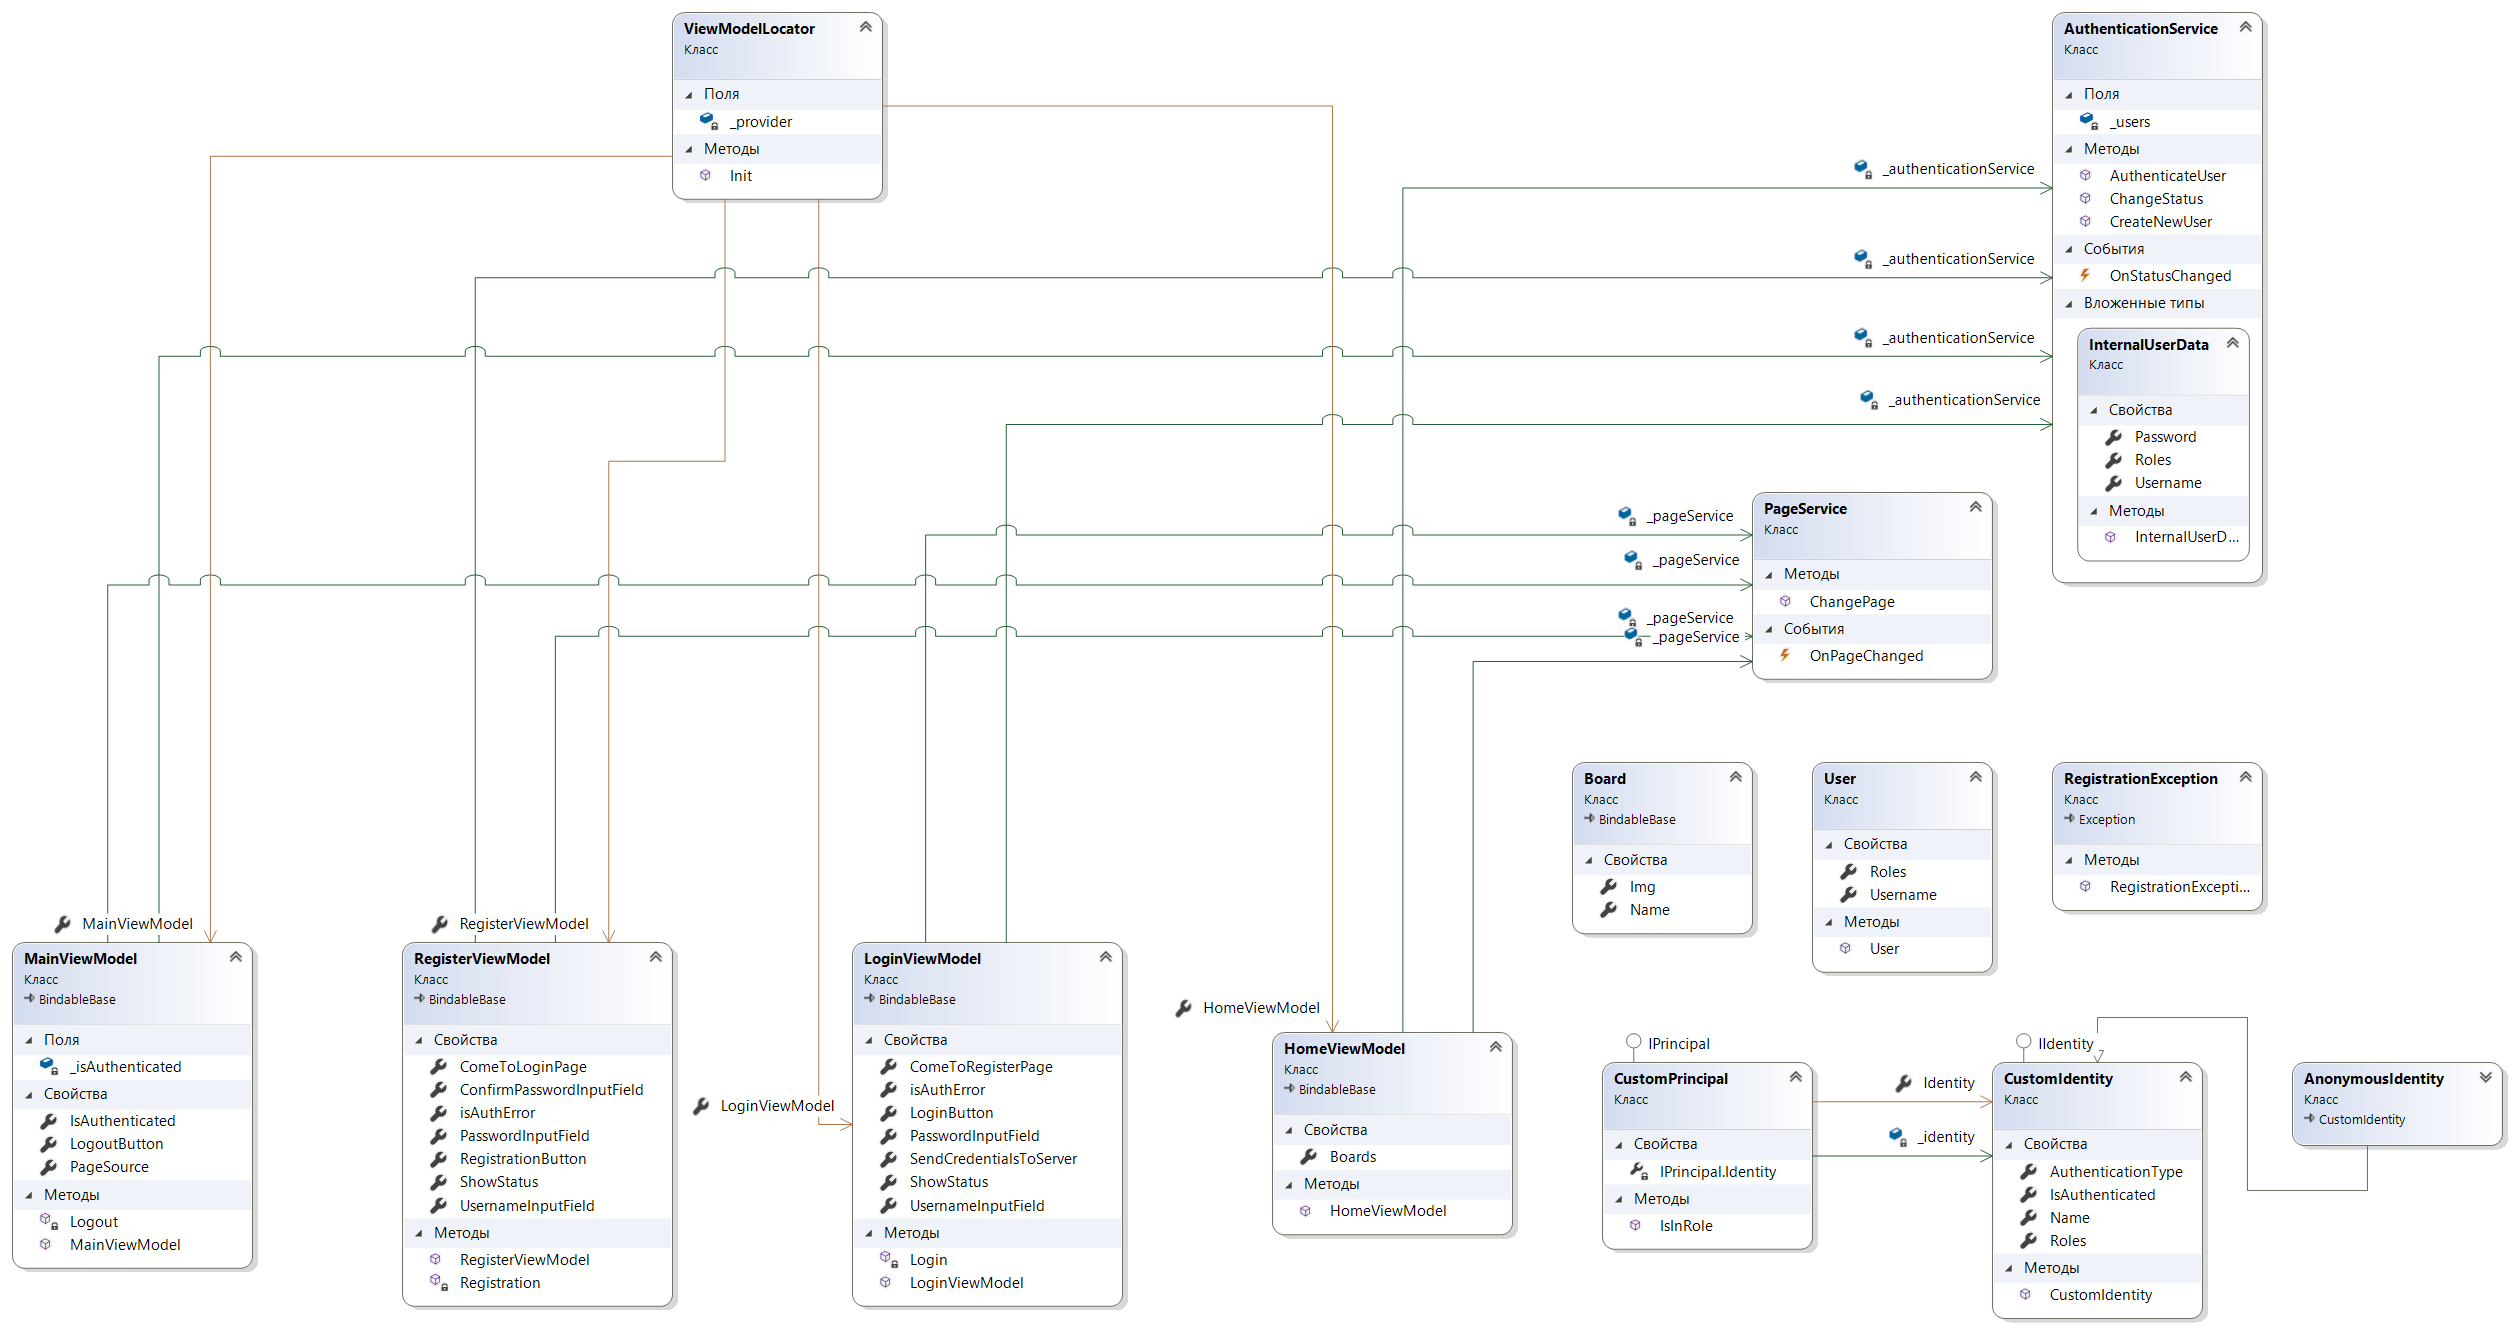 ViewModelLocator
Класс
Поля
_provider
Методы
Init
AuthenticationService
Класс
Поля
_users
Методы
AuthenticateUser
ChangeStatus
CreateNewUser
События
OnStatusChanged
Вложенные типы
InternalUserData
Класс
Свойства
Password
Roles
Username
Методы
InternalUserD...
_authenticationService
_authenticationService
_authenticationService
_authenticationService
_pageService
_pageService
_pageService
_pageService
PageService
Класс
Методы
ChangePage
События
OnPageChanged
Board
Класс
BindableBase
Свойства
Img
Name
User
Класс
Свойства
Roles
Username
Методы
User
RegistrationException
Класс
Exception
Методы
RegistrationExcepti...
MainViewModel
MainViewModel
Класс
BindableBase
Поля
_isAuthenticated
Свойства
IsAuthenticated
LogoutButton
PageSource
Методы
Logout
MainViewModel
RegisterViewModel
RegisterViewModel
Класс
BindableBase
Свойства
ComeToLoginPage
ConfirmPasswordInputField
isAuthError
PasswordInputField
RegistrationButton
ShowStatus
UsernameInputField
Методы
RegisterViewModel
Registration
LoginViewModel
LoginViewModel
Класс
BindableBase
Свойства
ComeToRegisterPage
isAuthError
LoginButton
PasswordInputField
SendCredentialsToServer
ShowStatus
UsernameInputField
Методы
Login
LoginViewModel
HomeViewModel
HomeViewModel
Класс
BindableBase
Свойства
Boards
Методы
HomeViewModel
IPrincipal
CustomPrincipal
Класс
Свойства
IPrincipal.Identity
Методы
IsInRole
Identity
_identity
IIdentity
CustomIdentity
Класс
Свойства
AuthenticationType
IsAuthenticated
Name
Roles
Методы
CustomIdentity
AnonymousIdentity
Класс
CustomIdentity